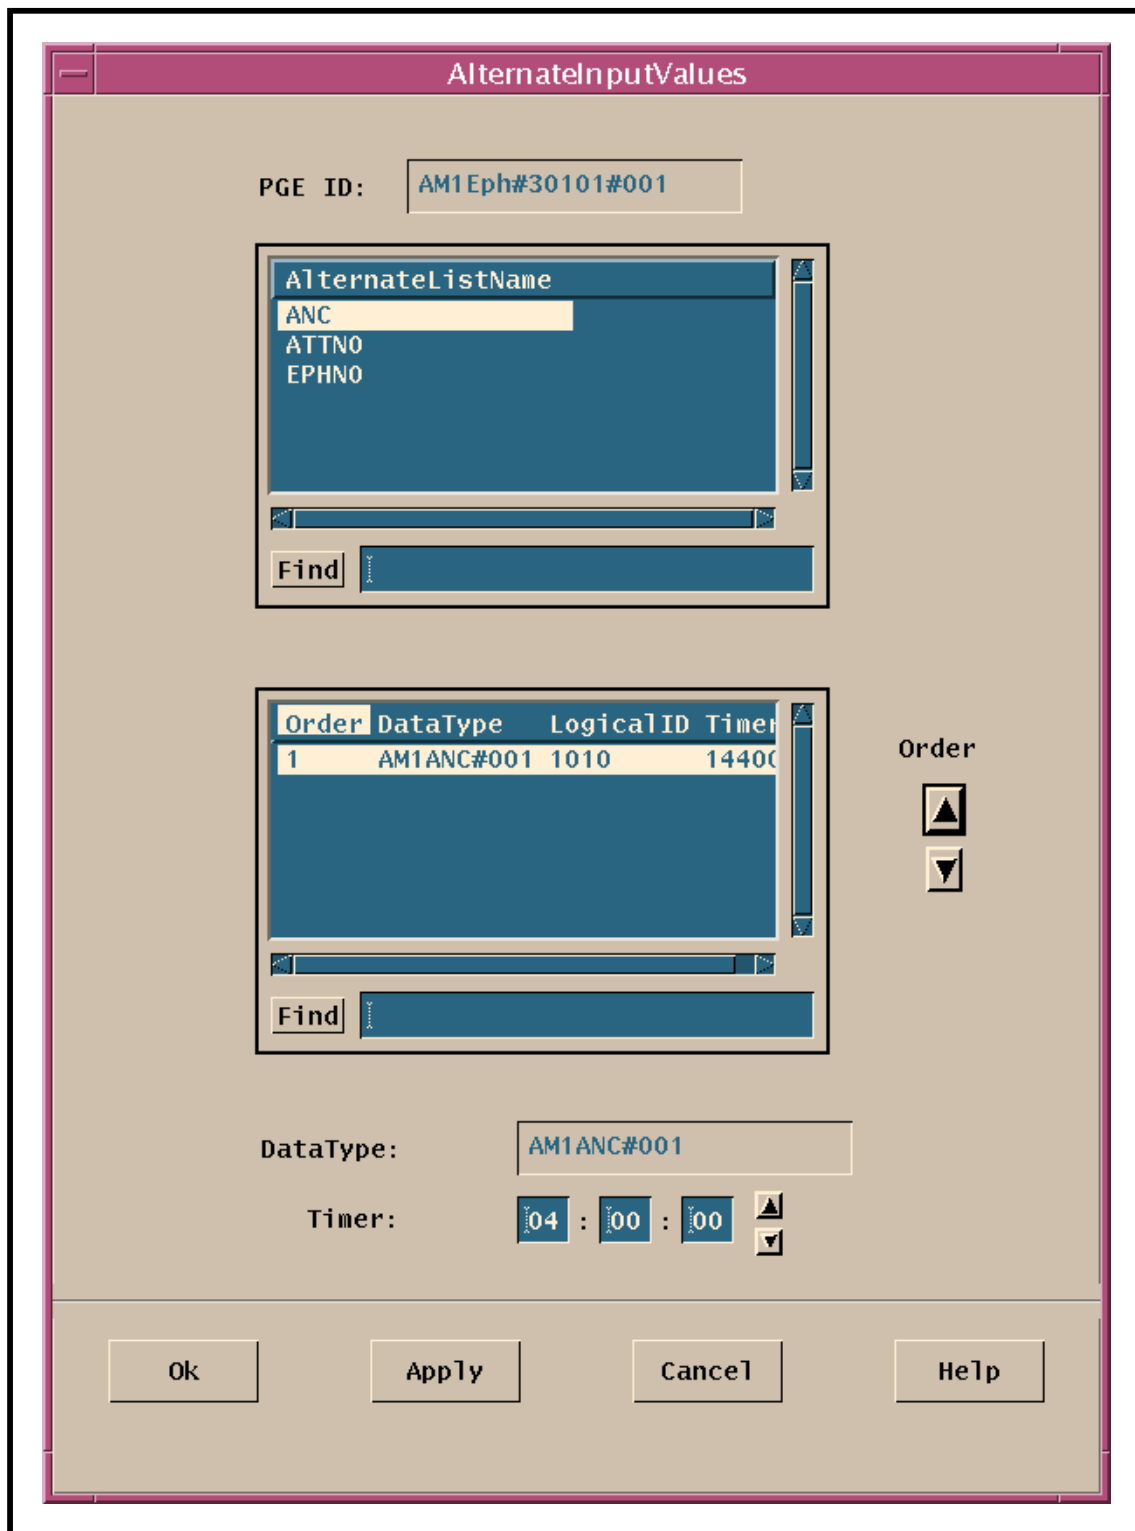 AlternateInputValues
PGE ID: AM1Eph#30101#001
AlternateListName
ANC
ATTN0
EPHN0
Find
Order DataType LogicalID Timer
1 AM1ANC#001 1010 14400
Order
Find
DataType: AM1ANC#001
Timer: 04 : 00 : 00
Ok Apply Cancel Help